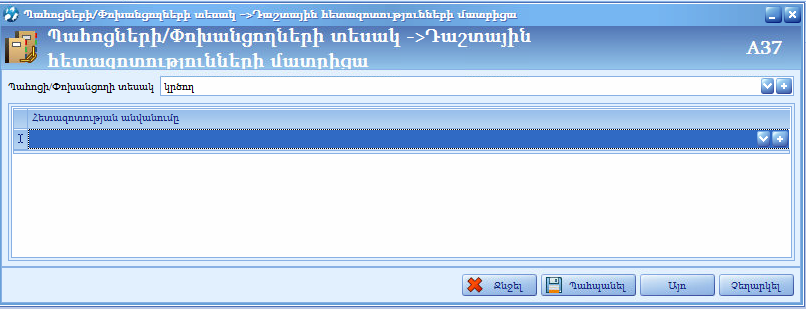 Պահոցների/Փոխանցողների տեսակ ->Դաշտային հետազոտությունների մատրիցա
Պահոցների/Փոխանցողների տեսակ ->Դաշտային
հետազոտությունների մատրիցա
A37
Պահոցի/Փոխանցողի տեսակ կրծող
Հետազոտության անվանումը
Ջնջել Պահպանել Այո Չեղարկել